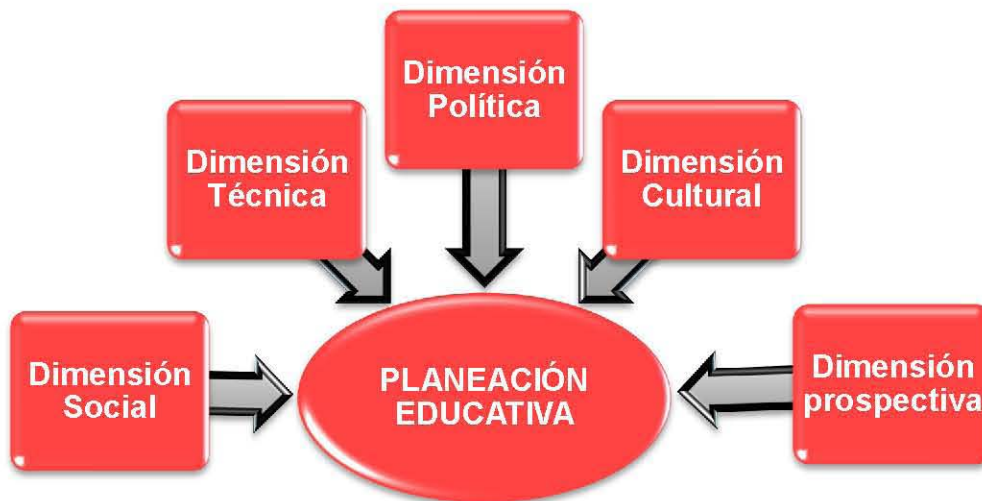 Dimensión
Política
Dimensión
Técnica
Dimensión
Cultural
Dimensión
Social
PLANEACIÓN
EDUCATIVA
Dimensión
prospectiva